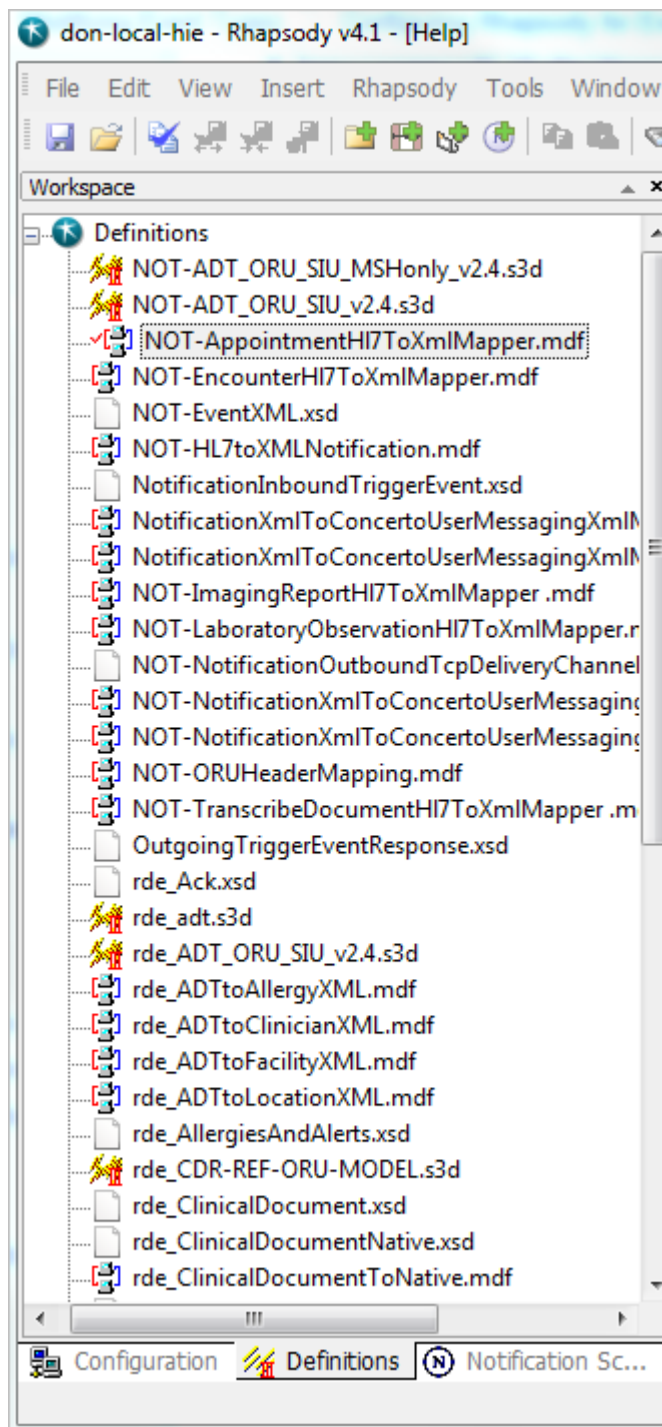 don-local-hie - Rhapsody v4.1 - [Help]
File Edit View Insert Rhapsody Tools Window
Workspace
Definitions
NOT-ADT_ORU_SIU_MSHonly_v2.4.s3d
NOT-ADT_ORU_SIU_v2.4.s3d
NOT-AppointmentHl7ToXmlMapper.mdf
NOT-EncounterHl7ToXmlMapper.mdf
NOT-EventXML.xsd
NOT-HL7toXMLNotification.mdf
NotificationInboundTriggerEvent.xsd
NotificationXmlToConcertoUserMessagingXml
NotificationXmlToConcertoUserMessagingXml
NOT-ImagingReportHl7ToXmlMapper .mdf
NOT-LaboratoryObservationHl7ToXmlMapper.
NOT-NotificationOutboundTcpDeliveryChannel
NOT-NotificationXmlToConcertoUserMessaging
NOT-NotificationXmlToConcertoUserMessaging
NOT-ORUHeaderMapping.mdf
NOT-TranscribeDocumentHl7ToXmlMapper .m
OutgoingTriggerEventResponse.xsd
rde_Ack.xsd
rde_adt.s3d
rde_ADT_ORU_SIU_v2.4.s3d
rde_ADTtoAllergyXML.mdf
rde_ADTtoClinicianXML.mdf
rde_ADTtoFacilityXML.mdf
rde_ADTtoLocationXML.mdf
rde_AllergiesAndAlerts.xsd
rde_CDR-REF-ORU-MODEL.s3d
rde_ClinicalDocument.xsd
rde_ClinicalDocumentNative.xsd
rde_ClinicalDocumentToNative.mdf
Configuration Definitions N Notification Sc...